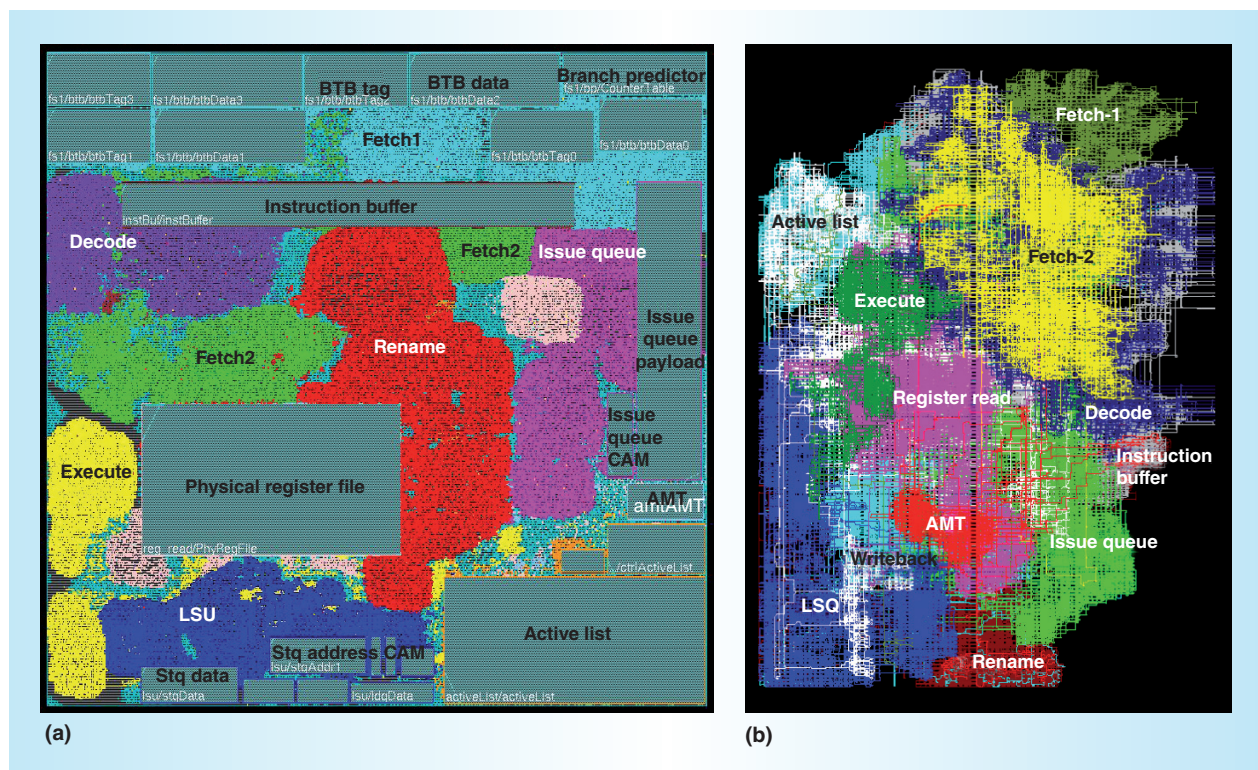 BTB tag
BTB data
Branch predictor
fs1/btb/btbTag3
fs1/btb/btbData3
fs1/btb/btbTag2
fs1/btb/btbData2
fs1/bp/CounterTable
Fetch1
fs1/btb/btbTag1
fs1/btb/btbData1
fs1/btb/btbTag0
fs1/btb/btbData0
Instruction buffer
instBuf/instBuffer
Decode
Fetch2
Issue queue
Issue
queue
payload
Rename
Fetch2
Issue
queue
CAM
Execute
Physical register file
AMT
amtAMT
reg_read/PhyRegFile
../ctrlActiveList
LSU
Active list
Stq address CAM
lsu/stqAddr1
Stq data
lsu/stqData
lsu/ldqData
activeList/activeList
(a)
Fetch-1
Active list
Fetch-2
Execute
Register read
Decode
Instruction
buffer
AMT
Issue queue
Writeback
LSQ
Rename
(b)